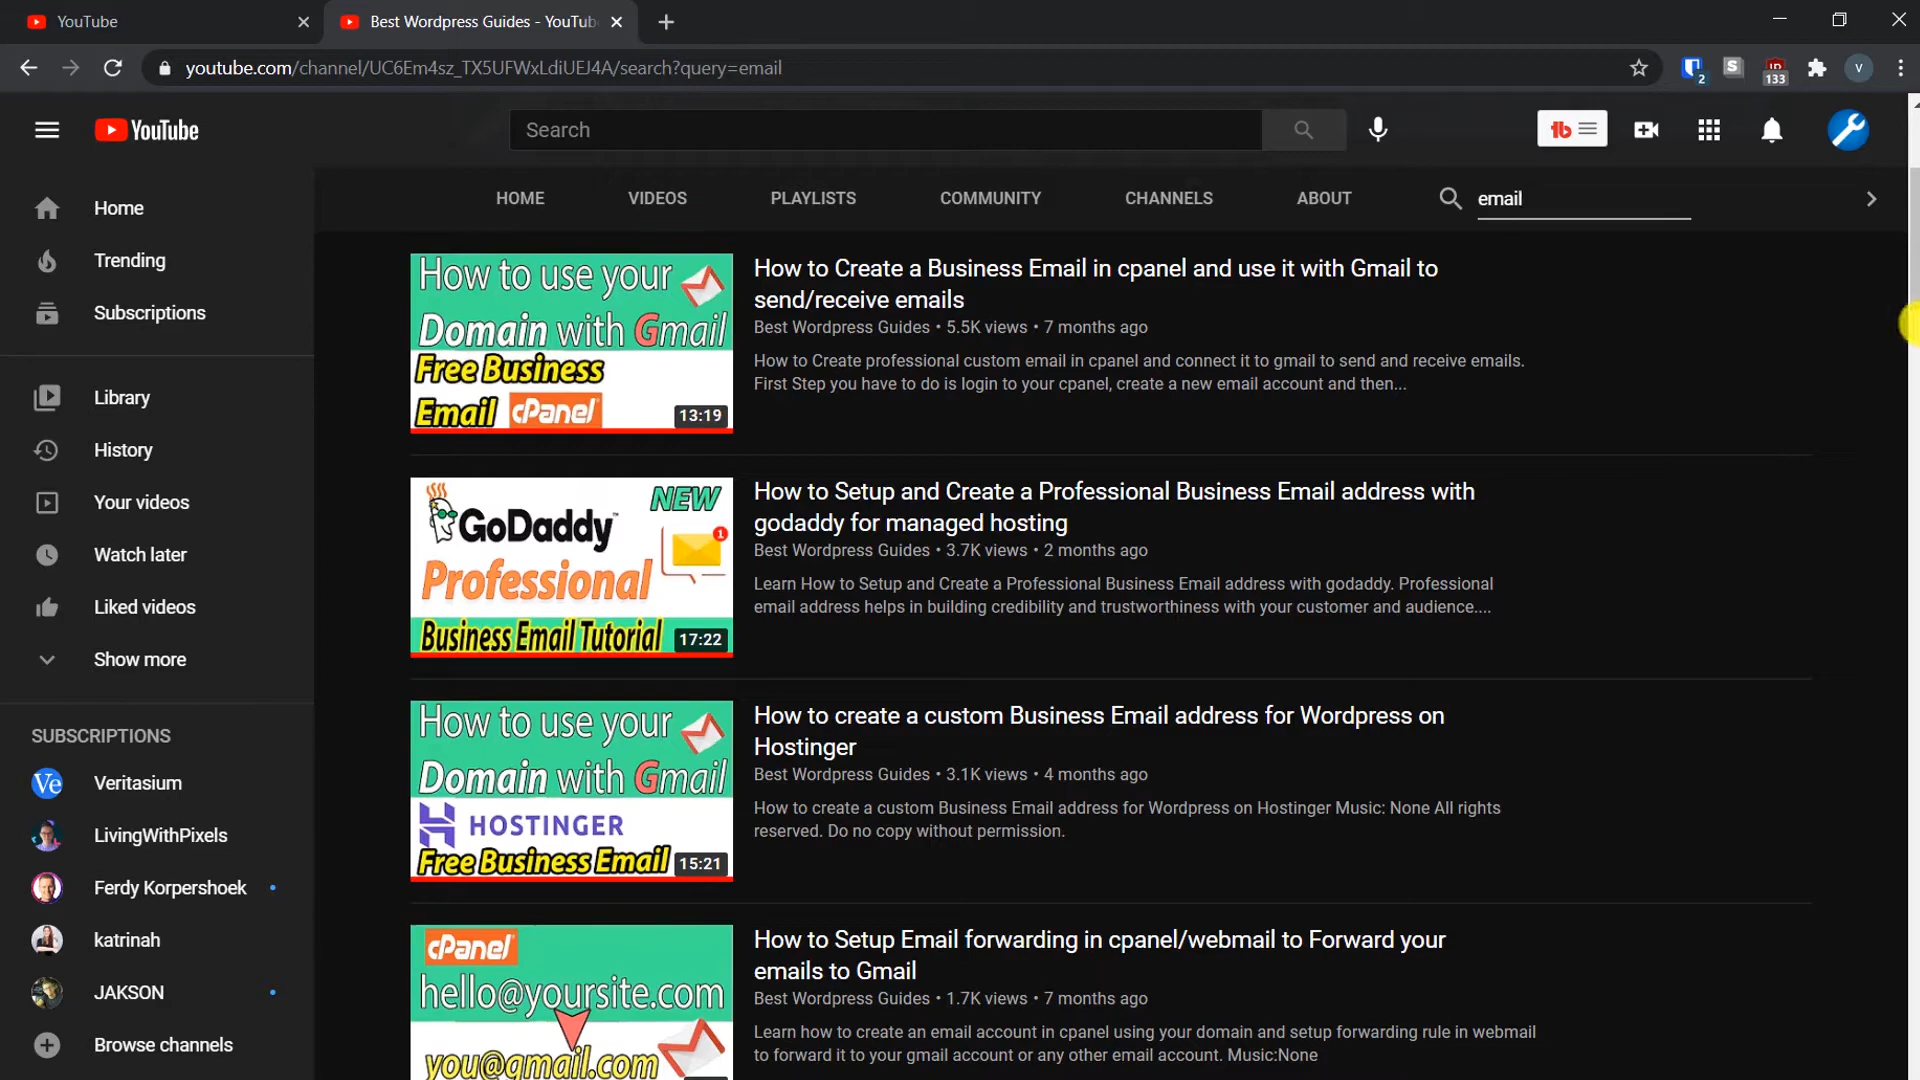 YouTube
Best Wordpress Guides - YouTub
youtube.com/channel/UC6Em4sz_TX5UFWxLdiUEJ4A/search?query=email
2
S
133
V
YouTube
Search
tb
Home
Trending
Subscriptions
Library
History
Your videos
Watch later
Liked videos
Show more
SUBSCRIPTIONS
Ve Veritasium
LivingWithPixels
Ferdy Korpershoek
katrinah
JAKSON
Browse channels
HOME VIDEOS PLAYLISTS COMMUNITY CHANNELS ABOUT email
How to use your
Domain with Gmail
Free Business
Email cPanel
13:19
How to Create a Business Email in cpanel and use it with Gmail to
send/receive emails
Best Wordpress Guides • 5.5K views • 7 months ago
How to Create professional custom email in cpanel and connect it to gmail to send and receive emails.
First Step you have to do is login to your cpanel, create a new email account and then...
NEW
GoDaddy
1
Professional
Business Email Tutorial
17:22
How to Setup and Create a Professional Business Email address with
godaddy for managed hosting
Best Wordpress Guides • 3.7K views • 2 months ago
Learn How to Setup and Create a Professional Business Email address with godaddy. Professional
email address helps in building credibility and trustworthiness with your customer and audience....
How to use your
Domain with Gmail
HOSTINGER
Free Business Email
15:21
How to create a custom Business Email address for Wordpress on
Hostinger
Best Wordpress Guides • 3.1K views • 4 months ago
How to create a custom Business Email address for Wordpress on Hostinger Music: None All rights
reserved. Do no copy without permission.
cPanel
hello@yoursite.com
you@gmail.com
How to Setup Email forwarding in cpanel/webmail to Forward your
emails to Gmail
Best Wordpress Guides • 1.7K views • 7 months ago
Learn how to create an email account in cpanel using your domain and setup forwarding rule in webmail
to forward it to your gmail account or any other email account. Music:None